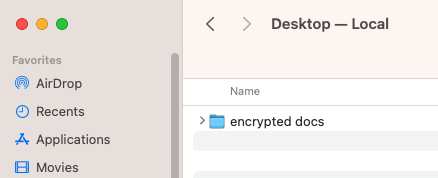 Desktop — Local
Favorites
AirDrop
Recents
Applications
Movies
Name
encrypted docs